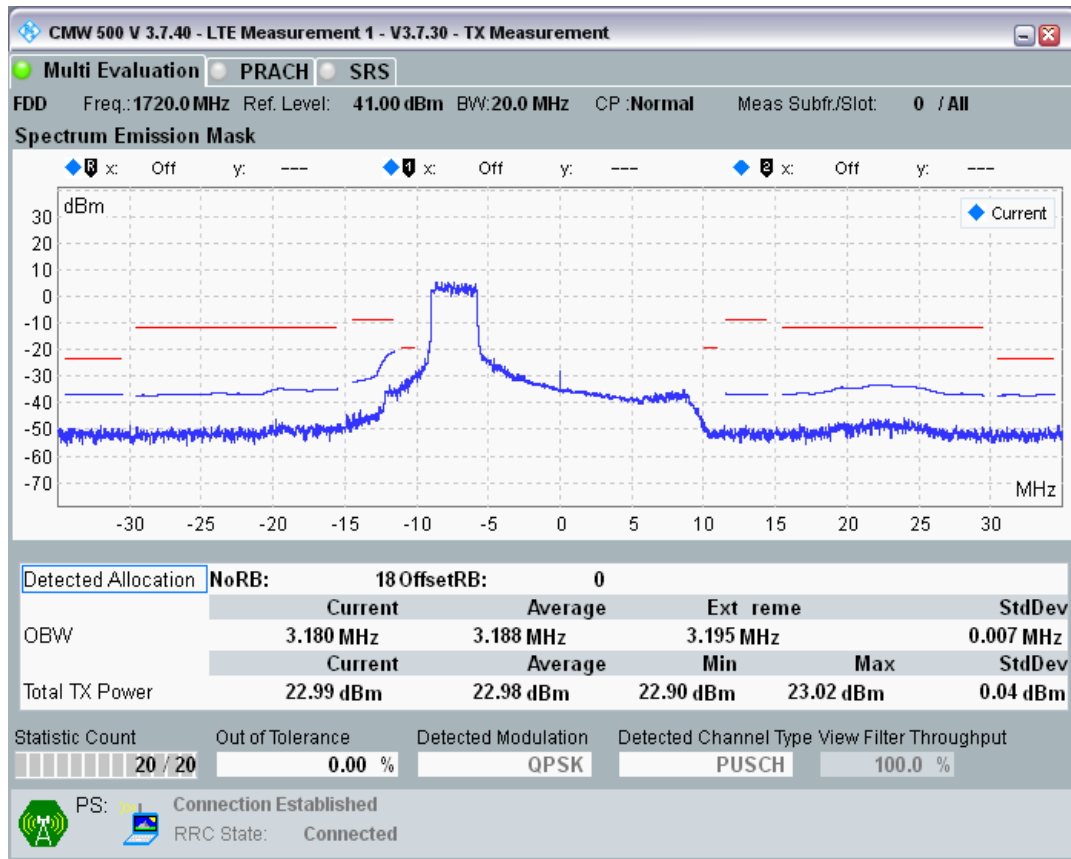 CMW 500 V 3.7.40 - LTE Measurement 1 - V3.7.30 - TX Measurement
Multi Evaluation PRACH SRS
FDD Freq.:1720.0 MHz Ref. Level: 41.00 dBm BW:20.0 MHz CP :Normal Meas Subfr./Slot: 0 / All
Spectrum Emission Mask
R x: Off y: --- 1 x: Off y: --- 2 x: Off y: ---
dBm
Current
30
20
10
0
-10
-20
-30
-40
-50
-60
-70
MHz
-30 -25 -20 -15 -10 -5 0 5 10 15 20 25 30
Detected Allocation NoRB: 18 OffsetRB: 0
Current Average Ext reme StdDev
OBW 3.180 MHz 3.188 MHz 3.195 MHz 0.007 MHz
Current Average Min Max StdDev
Total TX Power 22.99 dBm 22.98 dBm 22.90 dBm 23.02 dBm 0.04 dBm
Statistic Count Out of Tolerance Detected Modulation Detected Channel Type View Filter Throughput
20 / 20 0.00 % QPSK PUSCH 100.0 %
PS: Connection Established
RRC State: Connected